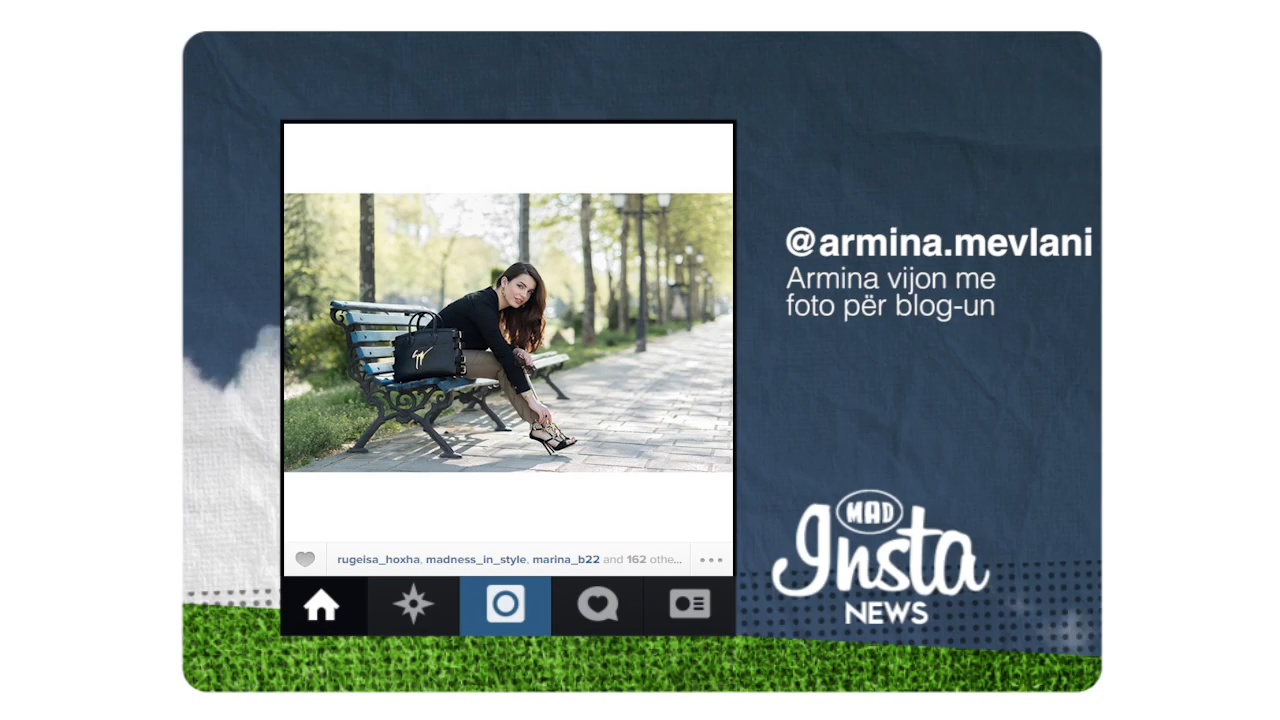 @armina.mevlani
Armina vijon me
foto për blog-un
rugeisa_hoxha, madness_in_style, marina_b22 and 162 othe...
MAD
Insta
NEWS